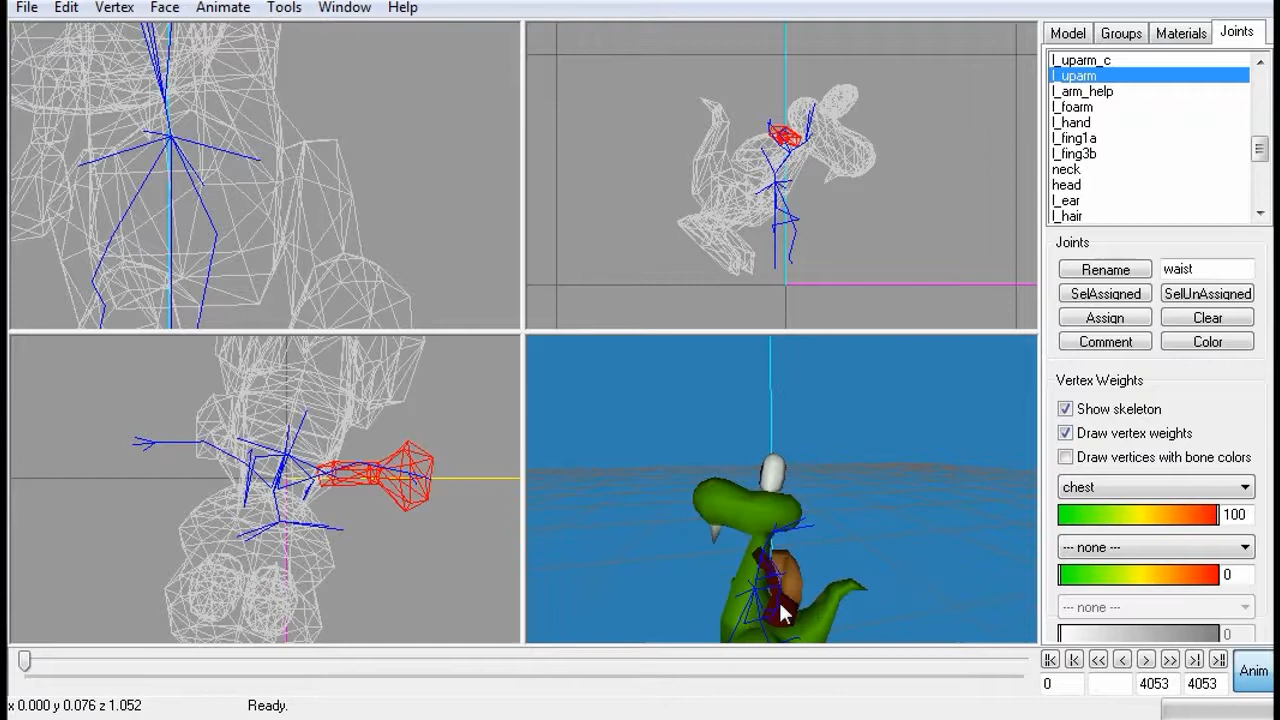 File Edit Vertex Face Animate Tools Window Help
Model Groups Materials Joints
l_uparm_c
l_uparm
l_arm_help
l_foarm
l_hand
l_fing1a
l_fing3b
neck
head
l_ear
l_hair
Joints
Rename waist
SelAssigned SelUnAssigned
Assign Clear
Comment Color
Vertex Weights
Show skeleton
Draw vertex weights
Draw vertices with bone colors
chest
100
--- none ---
0
--- none ---
0
|< |< << < > >> >| >|
0 4053 4053 Anim
x 0.000 y 0.076 z 1.052 Ready.